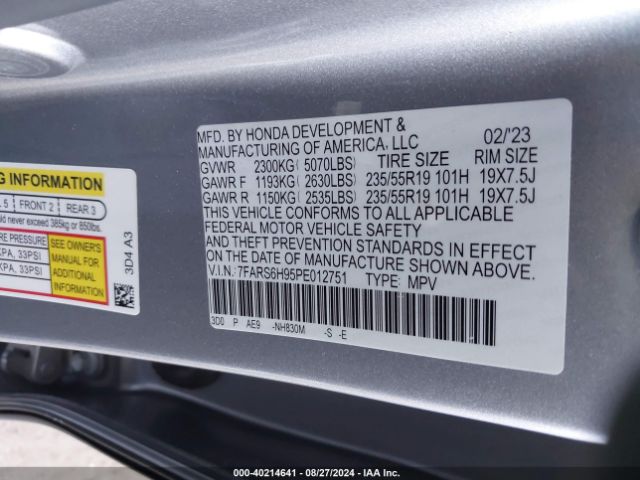 MFD. BY HONDA DEVELOPMENT & 02/'23
MANUFACTURING OF AMERICA, LLC
GVWR 2300KG(5070LBS) TIRE SIZE RIM SIZE
GAWR F 1193KG(2630LBS) 235/55R19 101H 19X7.5J
GAWR R 1150KG(2535LBS) 235/55R19 101H 19X7.5J
THIS VEHICLE CONFORMS TO ALL APPLICABLE
FEDERAL MOTOR VEHICLE SAFETY
AND THEFT PREVENTION STANDARDS IN EFFECT
ON THE DATE OF MANUFACTURE SHOWN ABOVE.
V.I.N.:7FARS6H95PE012751 TYPE: MPV
3D0 P AE9 -NH830M -S -E
G INFORMATION
5 FRONT 2 REAR 3
never exceed 385kg or 850lbs.
PRESSURE
KPA, 33PSI
KPA, 33PSI
SEE OWNER'S
MANUAL FOR
ADDITIONAL
INFORMATION
3D4 A3
000-40214641 - 08/27/2024 - IAA Inc.